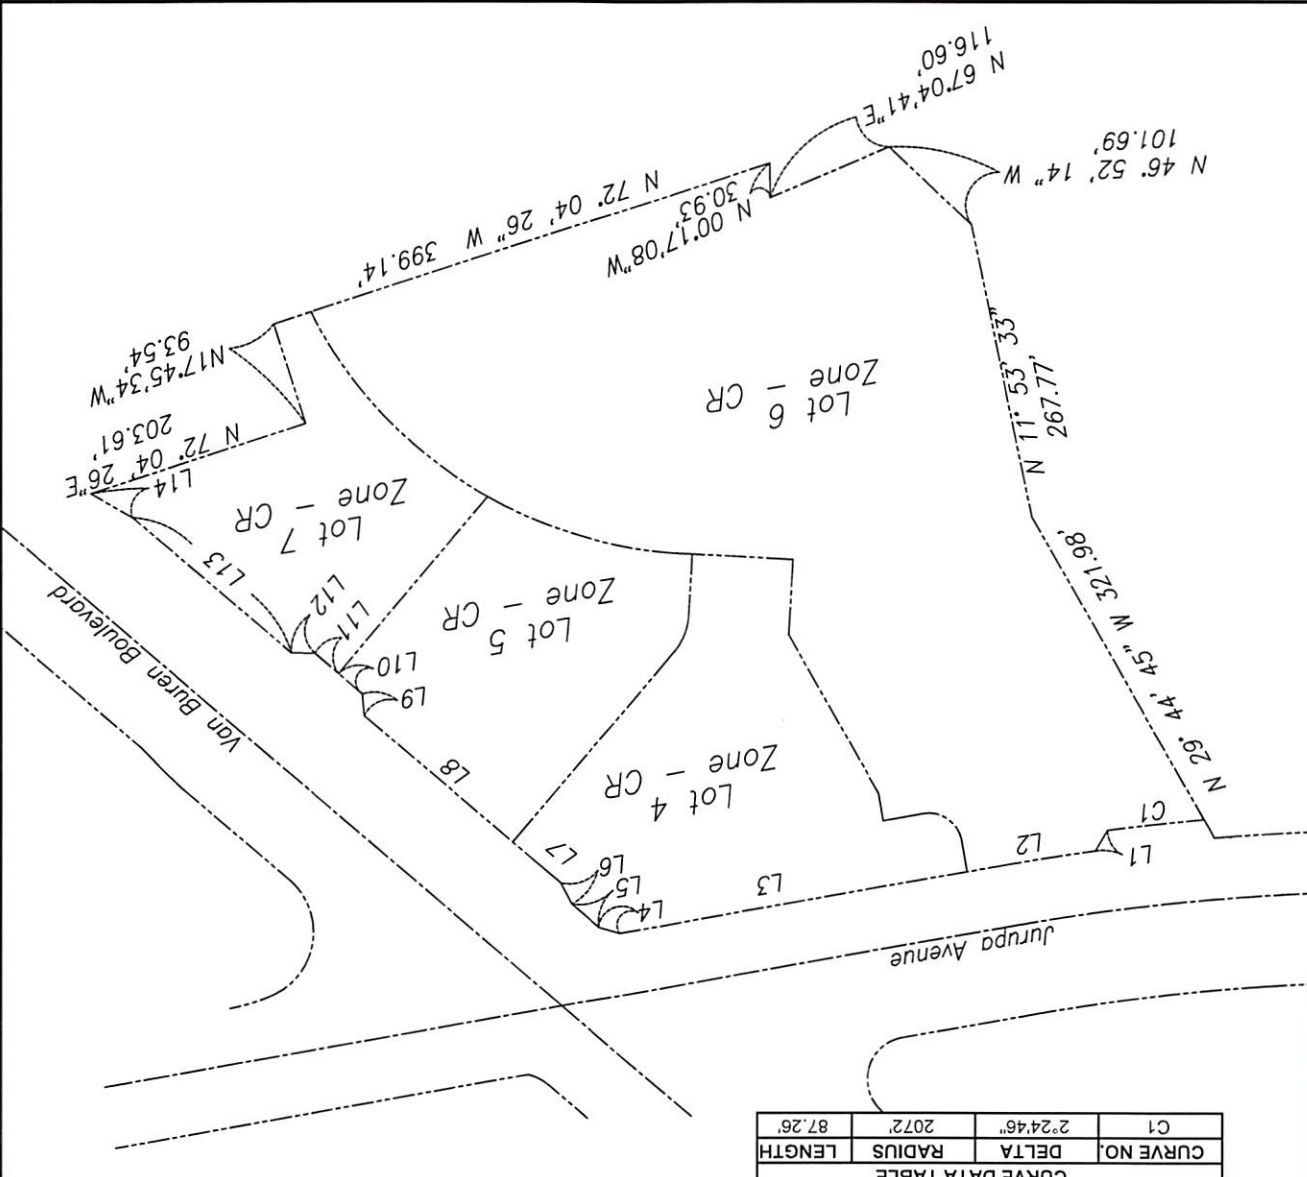 CURVE DATA TABLE
CURVE NO. DELTA RADIUS LENGTH
C1 2°24'46" 2072' 87.26'
Jurupa Avenue
L1
C1
L2
L3
L4
L5
L6
L7
N 29° 44' 45" W 321.98'
Lot 4
Zone - CR
L8
Van Buren Boulevard
L9
L10
L11
L12
L13
Lot 5
Zone - CR
Lot 7
Zone - CR
L14
N 72° 04' 26"E
203.61'
N17°45'34"W
93.54'
Lot 6
Zone - CR
N 11° 53' 33"
267.77'
N 72° 04' 26" W 399.14'
N 00°17'08"W
30.93'
N 46° 52' 14" W
101.69'
N 67°04'41"E
116.60'